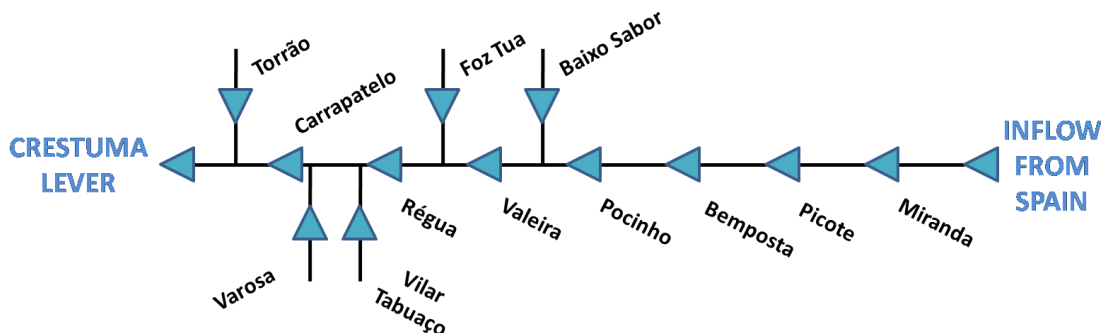 Torrão
Foz Tua
Baixo Sabor
Carrapatelo
CRESTUMA
LEVER
INFLOW
FROM
SPAIN
Régua
Valeira
Pocinho
Bemposta
Picote
Miranda
Varosa
Vilar
Tabuaço